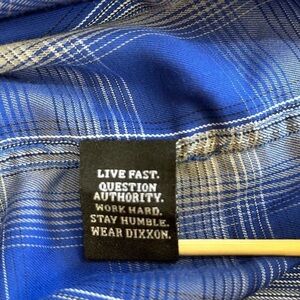 LIVE FAST.
QUESTION
AUTHORITY.
WORK HARD.
STAY HUMBLE.
WEAR DIXXON.